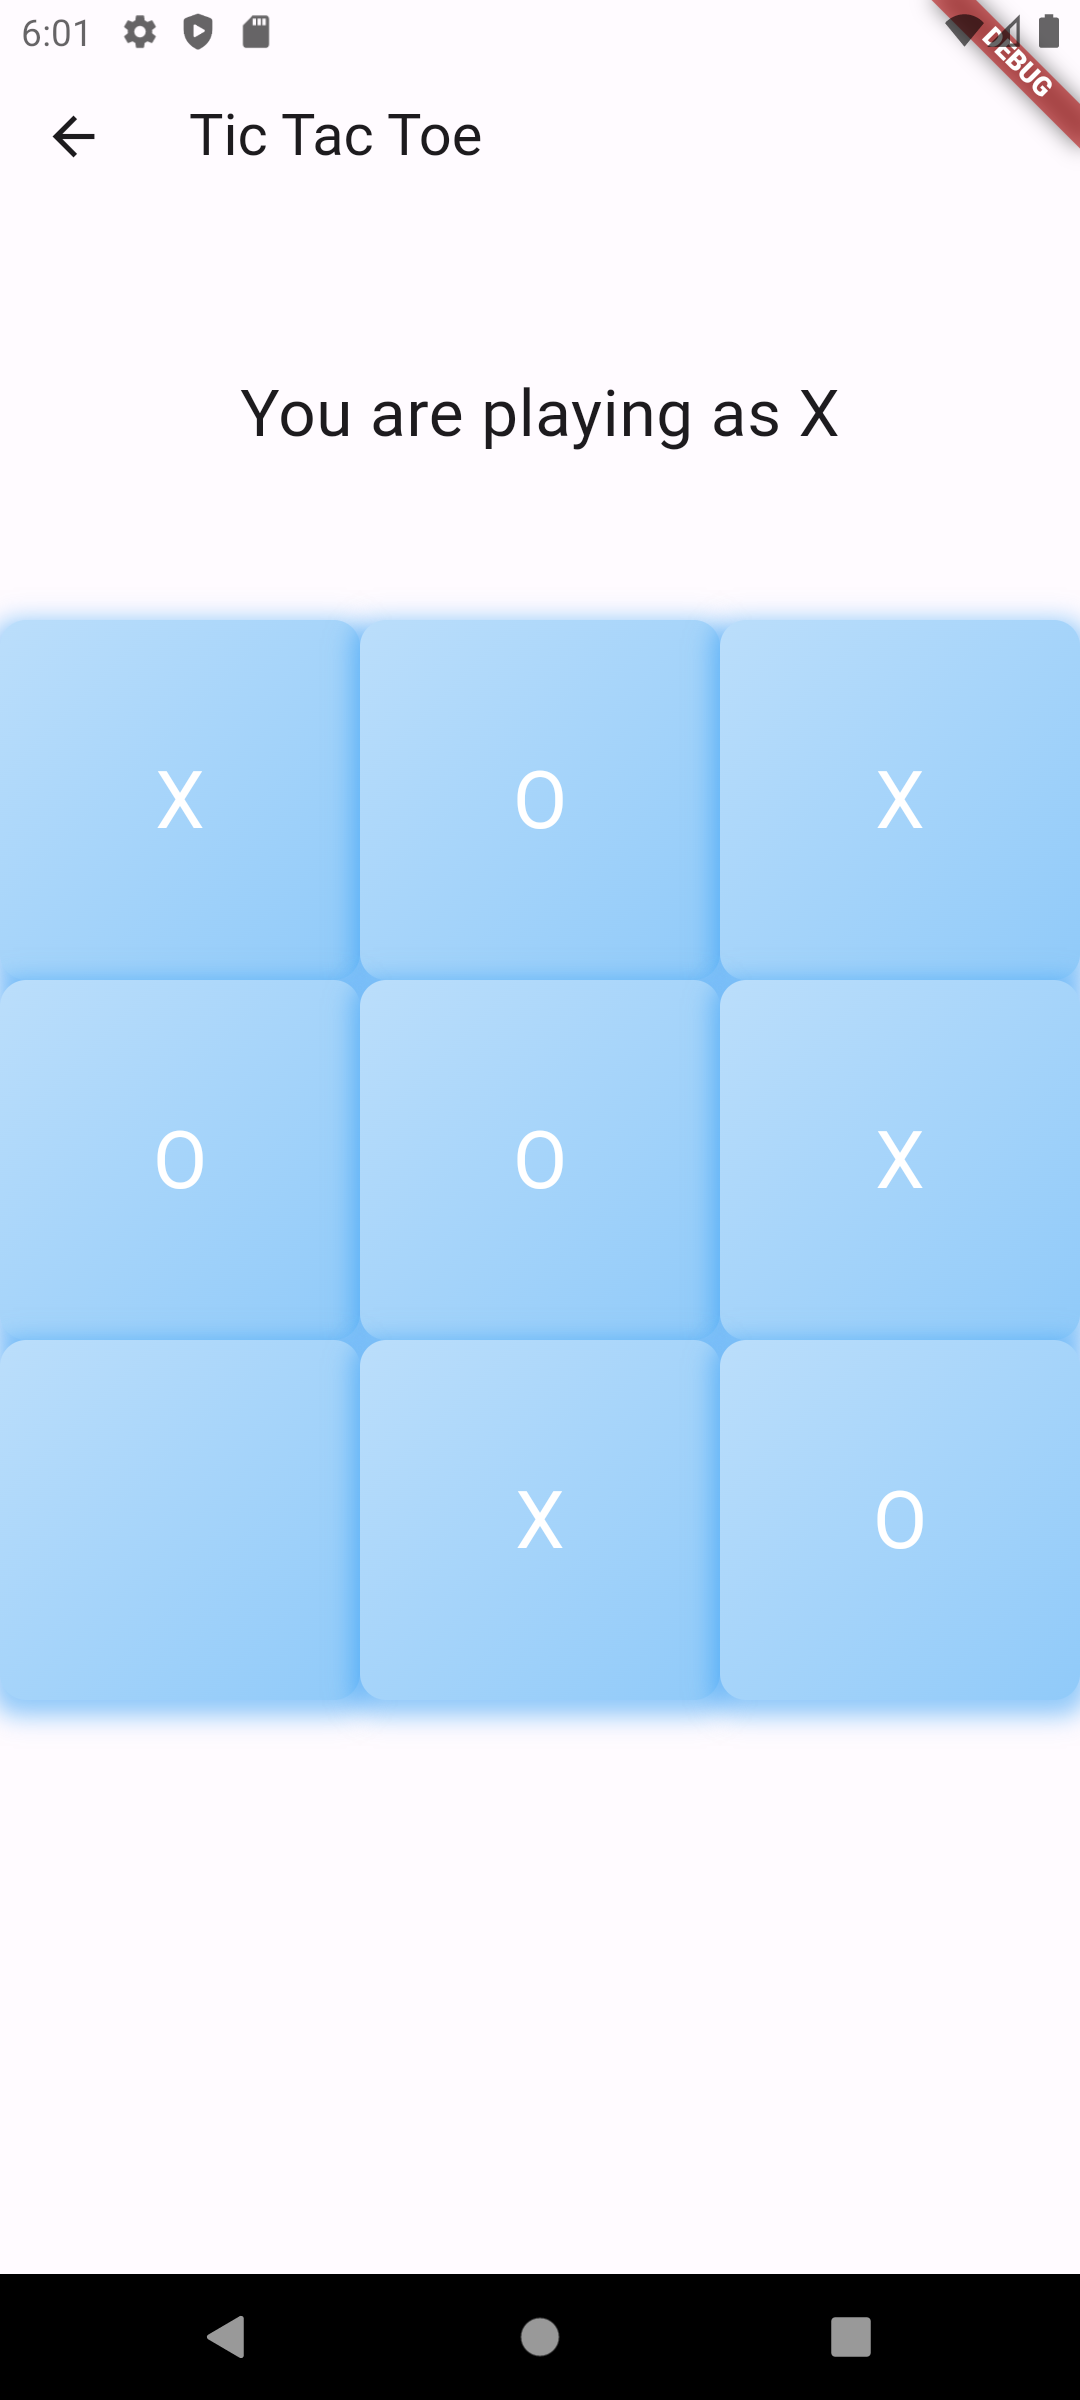 6:01
DEBUG
Tic Tac Toe
You are playing as X
X O X
O O X
X O